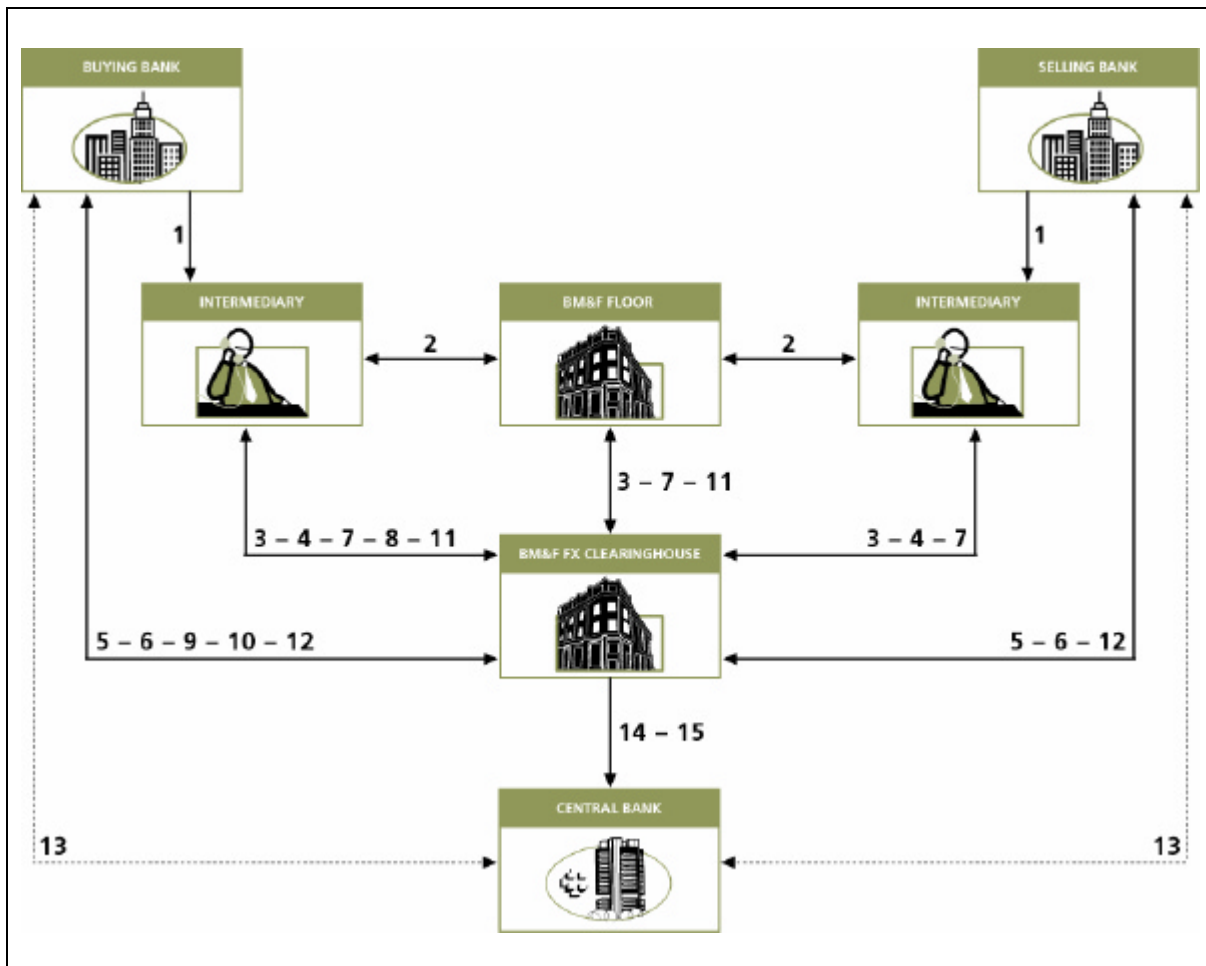 BUYING BANK
SELLING BANK
1
1
INTERMEDIARY
BM&F FLOOR
INTERMEDIARY
2
2
3 – 7 – 11
3 – 4 – 7 – 8 – 11
BM&F FX CLEARINGHOUSE
3 – 4 – 7
5 – 6 – 9 – 10 – 12
5 – 6 – 12
14 – 15
CENTRAL BANK
13
13